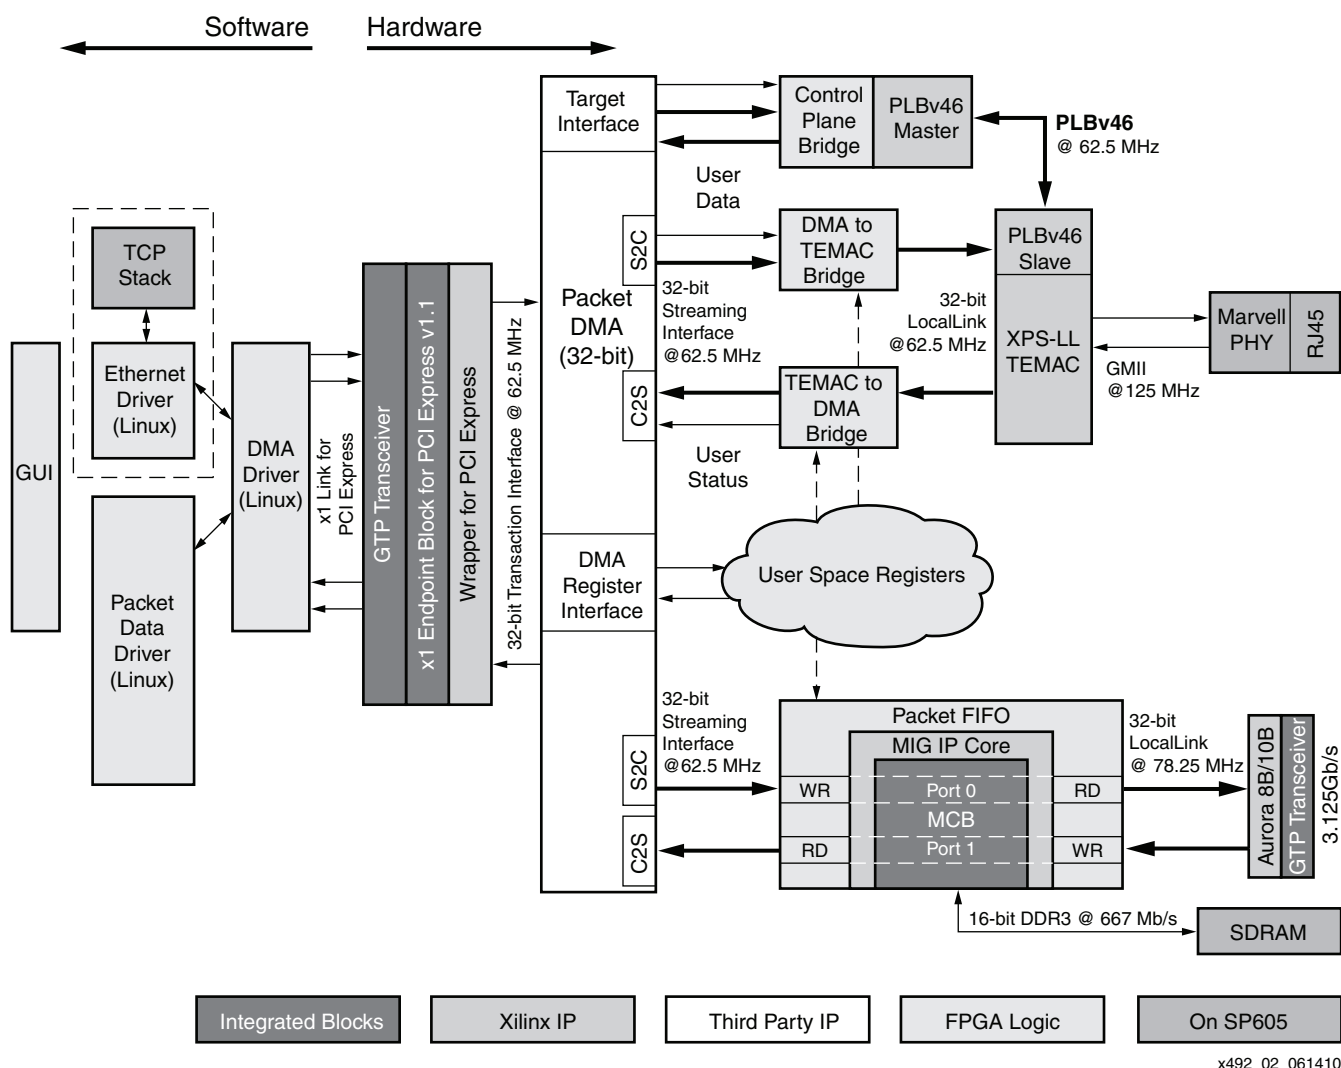 Software
Hardware
Target
Interface
Control
Plane
Bridge
PLBv46
Master
PLBv46
@ 62.5 MHz
User
Data
TCP
Stack
S2C
DMA to
TEMAC
Bridge
PLBv46
Slave
Packet
DMA
(32-bit)
32-bit
Streaming
Interface
@62.5 MHz
32-bit
LocalLink
@62.5 MHz
XPS-LL
TEMAC
Marvell
PHY
RJ45
GMII
@125 MHz
Ethernet
Driver
(Linux)
C2S
TEMAC to
DMA
Bridge
User
Status
GUI
DMA
Driver
(Linux)
x1 Link for
PCI Express
GTP Transceiver
x1 Endpoint Block for PCI Express v1.1
Wrapper for PCI Express
32-bit Transaction Interface @ 62.5 MHz
DMA
Register
Interface
User Space Registers
Packet
Data
Driver
(Linux)
32-bit
Streaming
Interface
@62.5 MHz
S2C
C2S
Packet FIFO
MIG IP Core
WR
Port 0
RD
MCB
RD
Port 1
WR
32-bit
LocalLink
@ 78.25 MHz
Aurora 8B/10B
GTP Transceiver
3.125Gb/s
16-bit DDR3 @ 667 Mb/s
SDRAM
Integrated Blocks
Xilinx IP
Third Party IP
FPGA Logic
On SP605
x492_02_061410